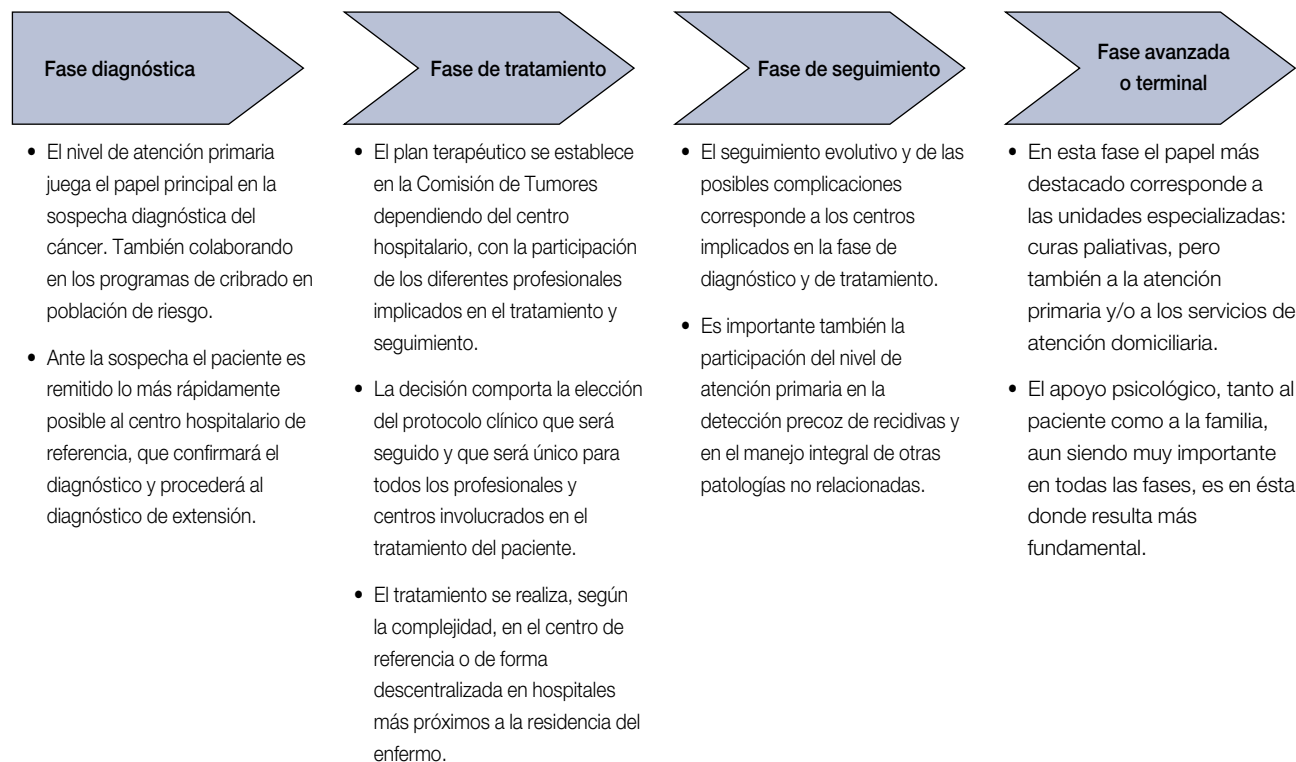 Fase diagnóstica
• El nivel de atención primaria
juega el papel principal en la
sospecha diagnóstica del
cáncer. También colaborando
en los programas de cribado en
población de riesgo.
• Ante la sospecha el paciente es
remitido lo más rápidamente
posible al centro hospitalario de
referencia, que confirmará el
diagnóstico y procederá al
diagnóstico de extensión.
Fase de tratamiento
• El plan terapéutico se establece
en la Comisión de Tumores
dependiendo del centro
hospitalario, con la participación
de los diferentes profesionales
implicados en el tratamiento y
seguimiento.
• La decisión comporta la elección
del protocolo clínico que será
seguido y que será único para
todos los profesionales y
centros involucrados en el
tratamiento del paciente.
• El tratamiento se realiza, según
la complejidad, en el centro de
referencia o de forma
descentralizada en hospitales
más próximos a la residencia del
enfermo.
Fase de seguimiento
• El seguimiento evolutivo y de las
posibles complicaciones
corresponde a los centros
implicados en la fase de
diagnóstico y de tratamiento.
• Es importante también la
participación del nivel de
atención primaria en la
detección precoz de recidivas y
en el manejo integral de otras
patologías no relacionadas.
Fase avanzada
o terminal
• En esta fase el papel más
destacado corresponde a
las unidades especializadas:
curas paliativas, pero
también a la atención
primaria y/o a los servicios de
atención domiciliaria.
• El apoyo psicológico, tanto al
paciente como a la familia,
aun siendo muy importante
en todas las fases, es en ésta
donde resulta más
fundamental.